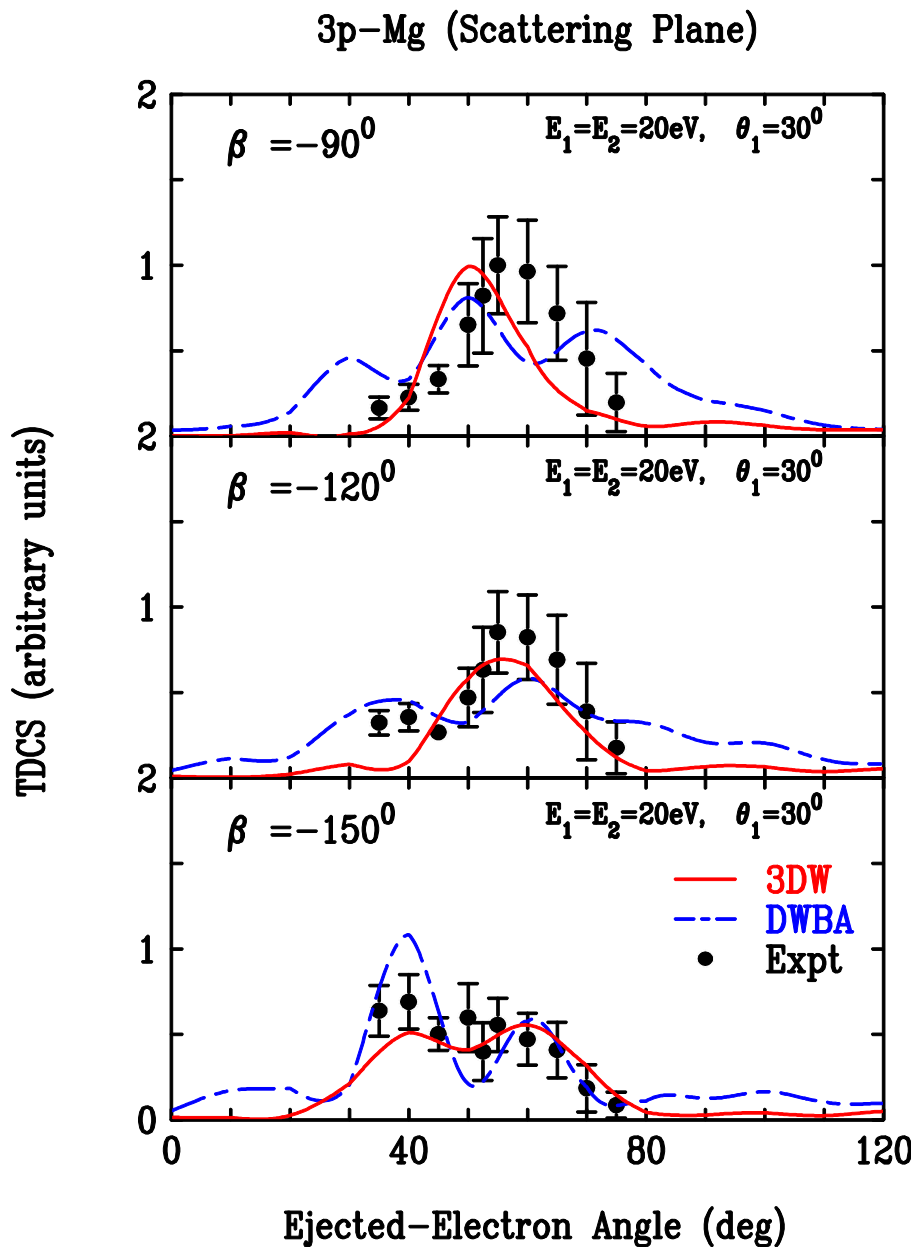 3p-Mg (Scattering Plane)
2
β =-90⁰ E₁=E₂=20eV, θ₁=30⁰
1
2
β =-120⁰ E₁=E₂=20eV, θ₁=30⁰
1
2
β =-150⁰ E₁=E₂=20eV, θ₁=30⁰
3DW
DWBA
1
Expt
0
0 40 80 120
Ejected-Electron Angle (deg)
TDCS (arbitrary units)